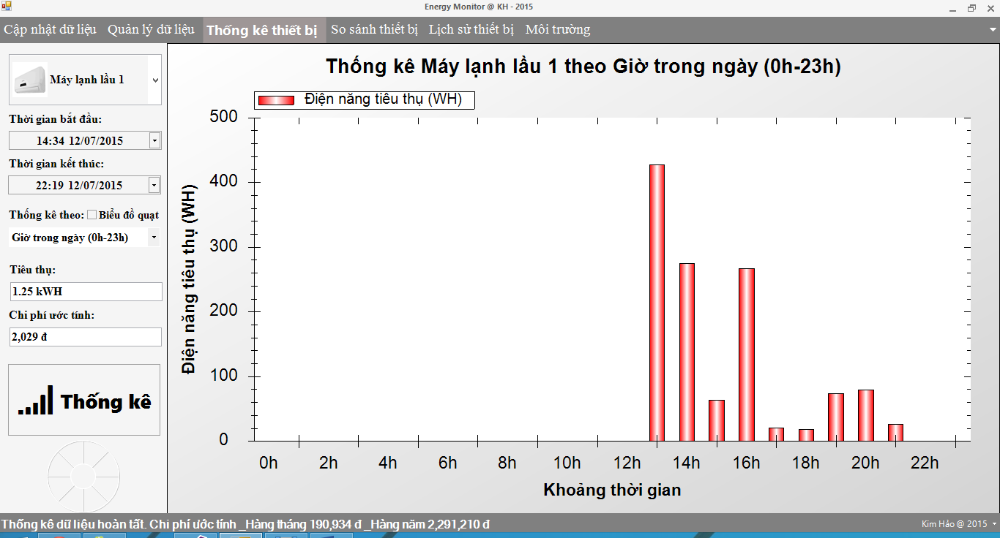 Energy Monitor @ KH - 2015
Cập nhật dữ liệu Quản lý dữ liệu Thống kê thiết bị So sánh thiết bị Lịch sử thiết bị Môi trường
Máy lạnh lầu 1
Thời gian bắt đầu:
14:34 12/07/2015
Thời gian kết thúc:
22:19 12/07/2015
Thống kê theo: Biểu đồ quạt
Giờ trong ngày (0h-23h)
Tiêu thụ:
1.25 kWH
Chi phí ước tính:
2,029 đ
Thống kê
Thống kê Máy lạnh lầu 1 theo Giờ trong ngày (0h-23h)
Điện năng tiêu thụ (WH)
Điện năng tiêu thụ (WH)
500
400
300
200
100
0
0h 2h 4h 6h 8h 10h 12h 14h 16h 18h 20h 22h
Khoảng thời gian
Thống kê dữ liệu hoàn tất. Chi phí ước tính _Hàng tháng 190,934 đ _Hàng năm 2,291,210 đ
Kim Hảo @ 2015